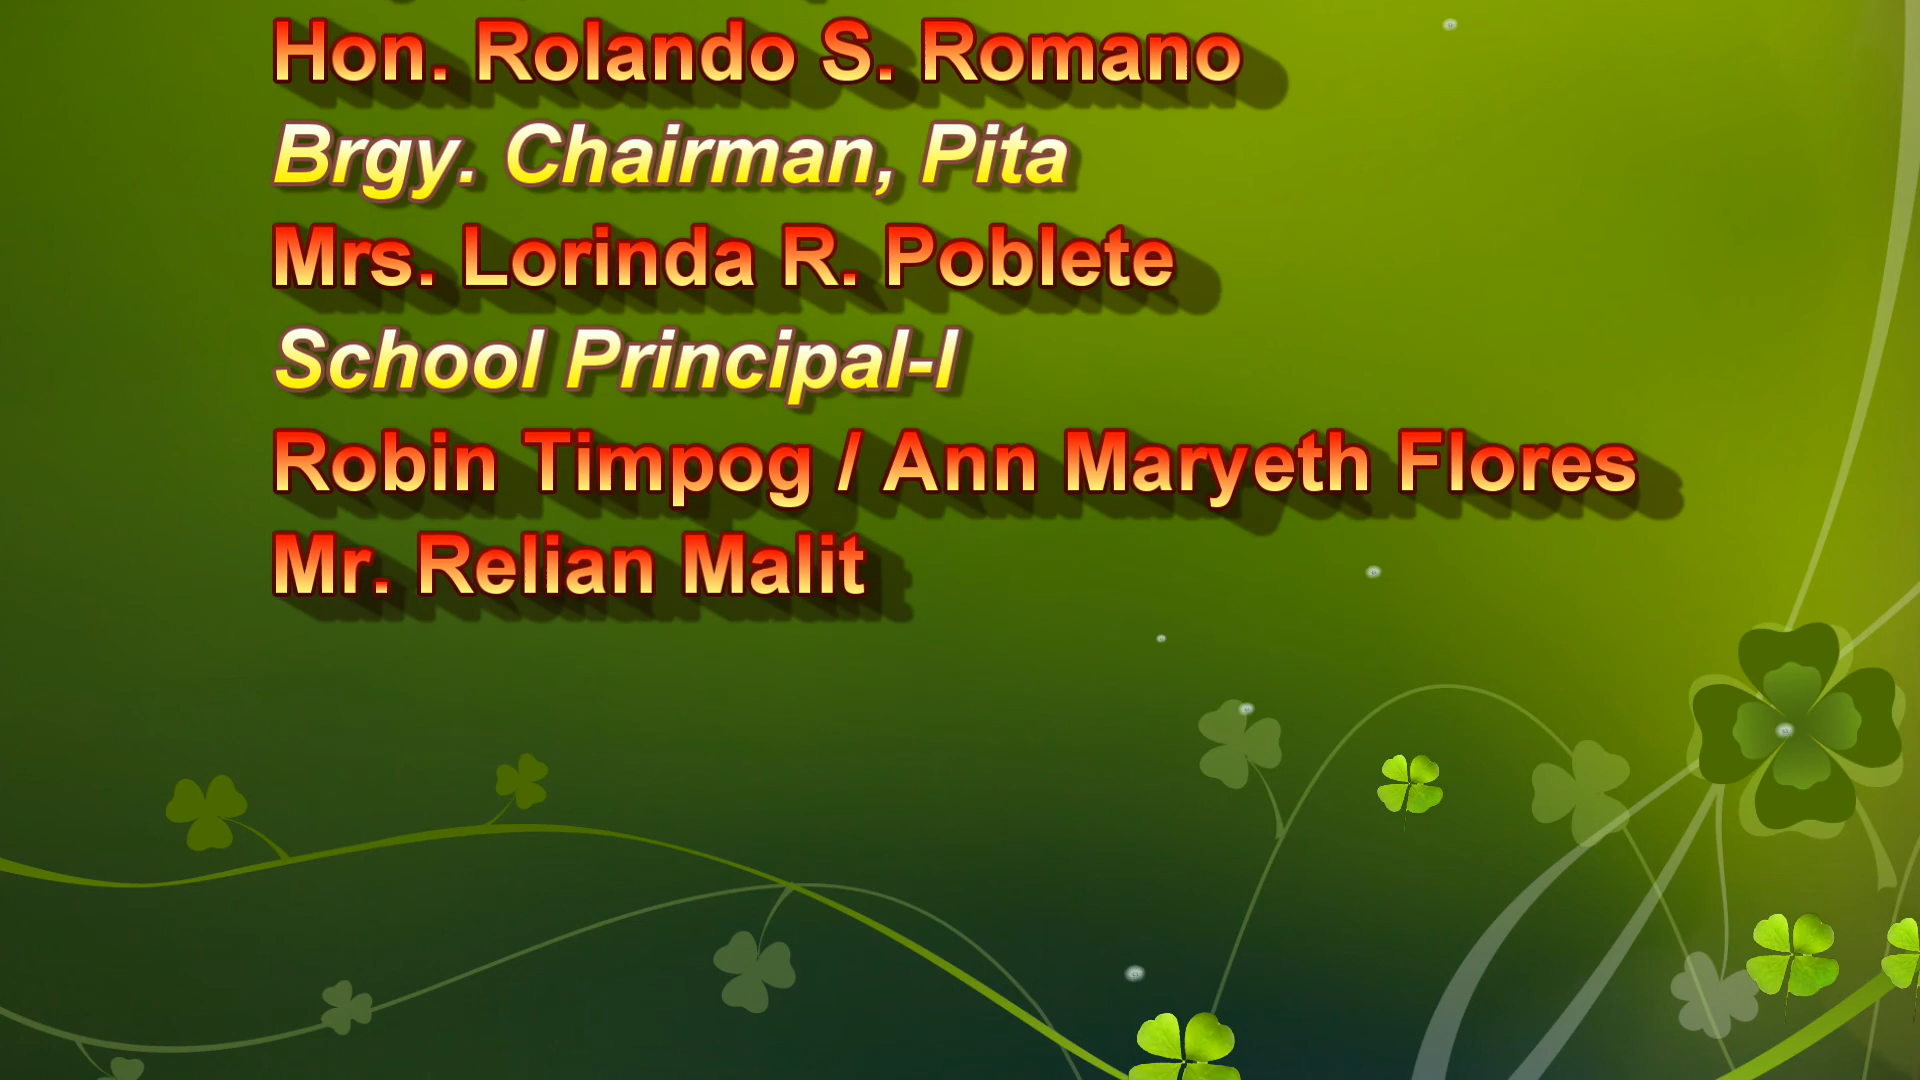 Hon. Rolando S. Romano
Brgy. Chairman, Pita
Mrs. Lorinda R. Poblete
School Principal-I
Robin Timpog / Ann Maryeth Flores
Mr. Relian Malit